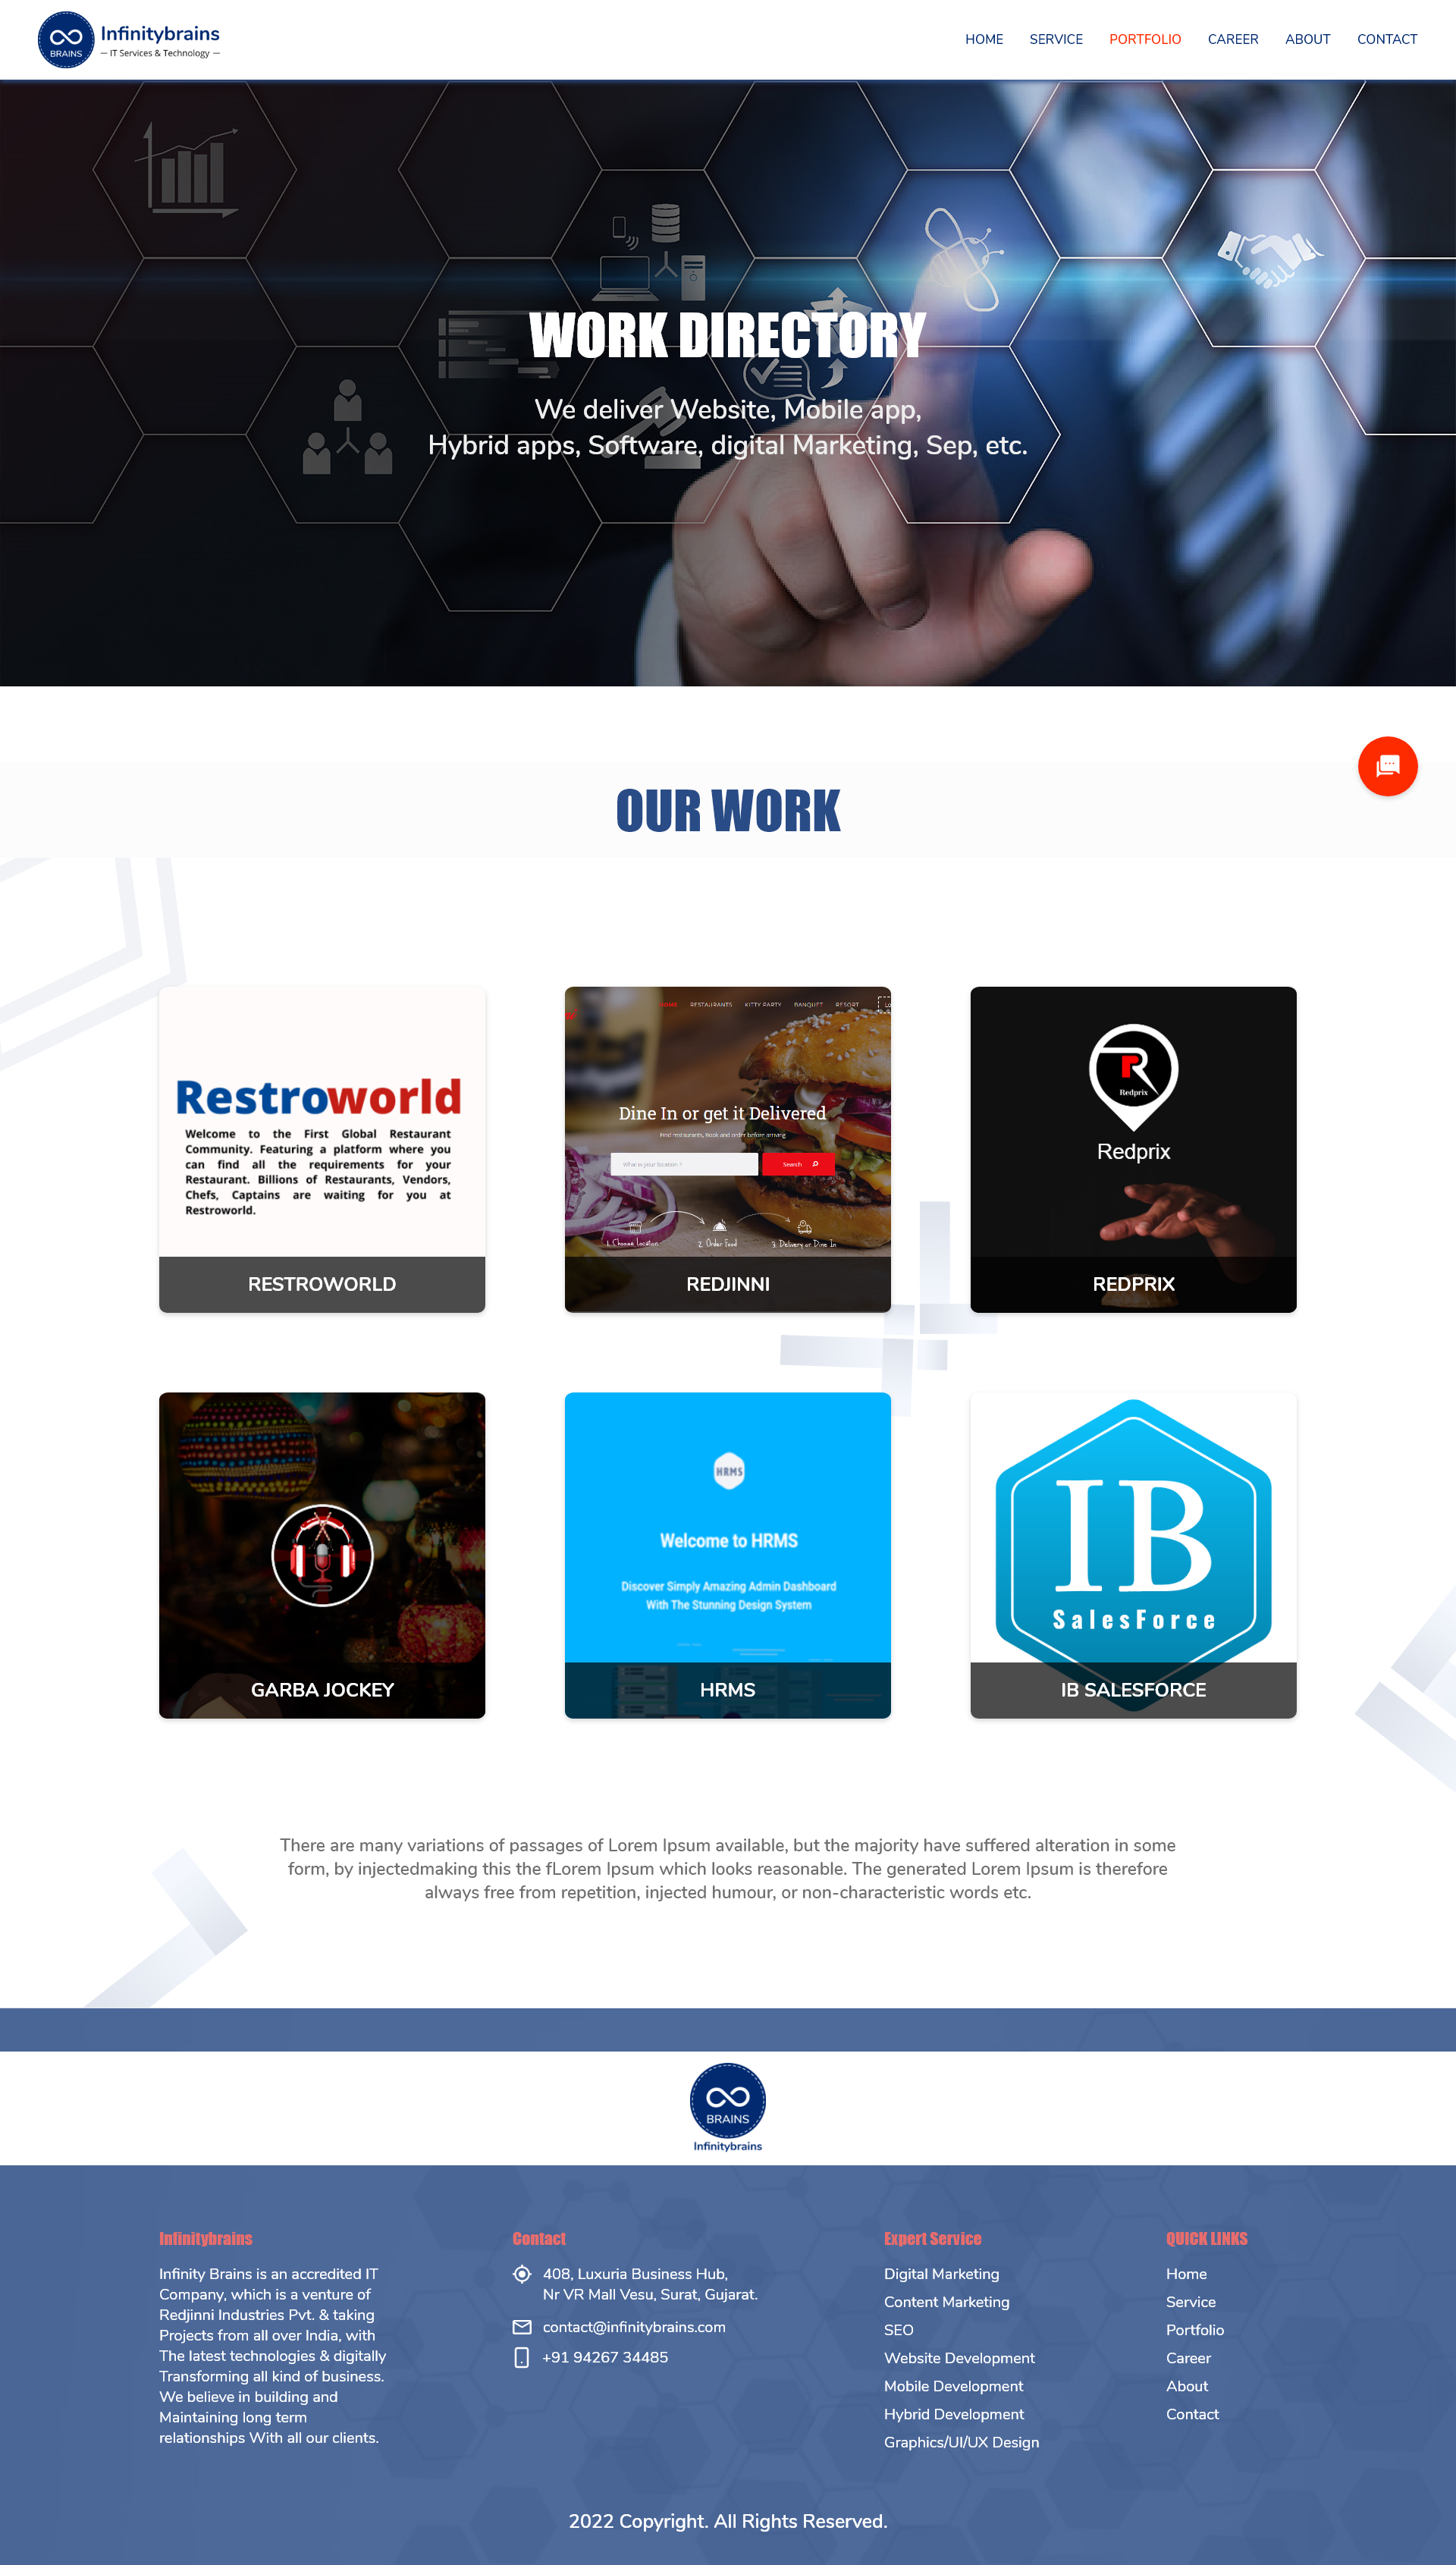 BRAINS
Infinitybrains
— IT Services & Technology —
HOME SERVICE PORTFOLIO CAREER ABOUT CONTACT
WORK DIRECTORY
We deliver Website, Mobile app,
Hybrid apps, Software, digital Marketing, Sep, etc.
OUR WORK
Restroworld
Welcome to the First Global Restaurant
Community. Featuring a platform where you
can find all the requirements for your
Restaurant. Billions of Restaurants, Vendors,
Chefs, Captains are waiting for you at
Restroworld.
RESTROWORLD
HOME RESTAURANTS KITTY PARTY BANQUET RESORT
Dine In or get it Delivered
Find restaurants, Book and order before arriving
What is your location ?
Search
1. Choose Location
2. Order Food
3. Delivery or Dine In
REDJINNI
Redprix
Redprix
REDPRIX
GARBA JOCKEY
HRMS
Welcome to HRMS
Discover Simply Amazing Admin Dashboard
With The Stunning Design System
HRMS
IB
SalesForce
IB SALESFORCE
There are many variations of passages of Lorem Ipsum available, but the majority have suffered alteration in some
form, by injectedmaking this the fLorem Ipsum which looks reasonable. The generated Lorem Ipsum is therefore
always free from repetition, injected humour, or non-characteristic words etc.
BRAINS
Infinitybrains
Infinitybrains
Infinity Brains is an accredited IT
Company, which is a venture of
Redjinni Industries Pvt. & taking
Projects from all over India, with
The latest technologies & digitally
Transforming all kind of business.
We believe in building and
Maintaining long term
relationships With all our clients.
Contact
408, Luxuria Business Hub,
Nr VR Mall Vesu, Surat, Gujarat.
contact@infinitybrains.com
+91 94267 34485
Expert Service
Digital Marketing
Content Marketing
SEO
Website Development
Mobile Development
Hybrid Development
Graphics/UI/UX Design
QUICK LINKS
Home
Service
Portfolio
Career
About
Contact
2022 Copyright. All Rights Reserved.